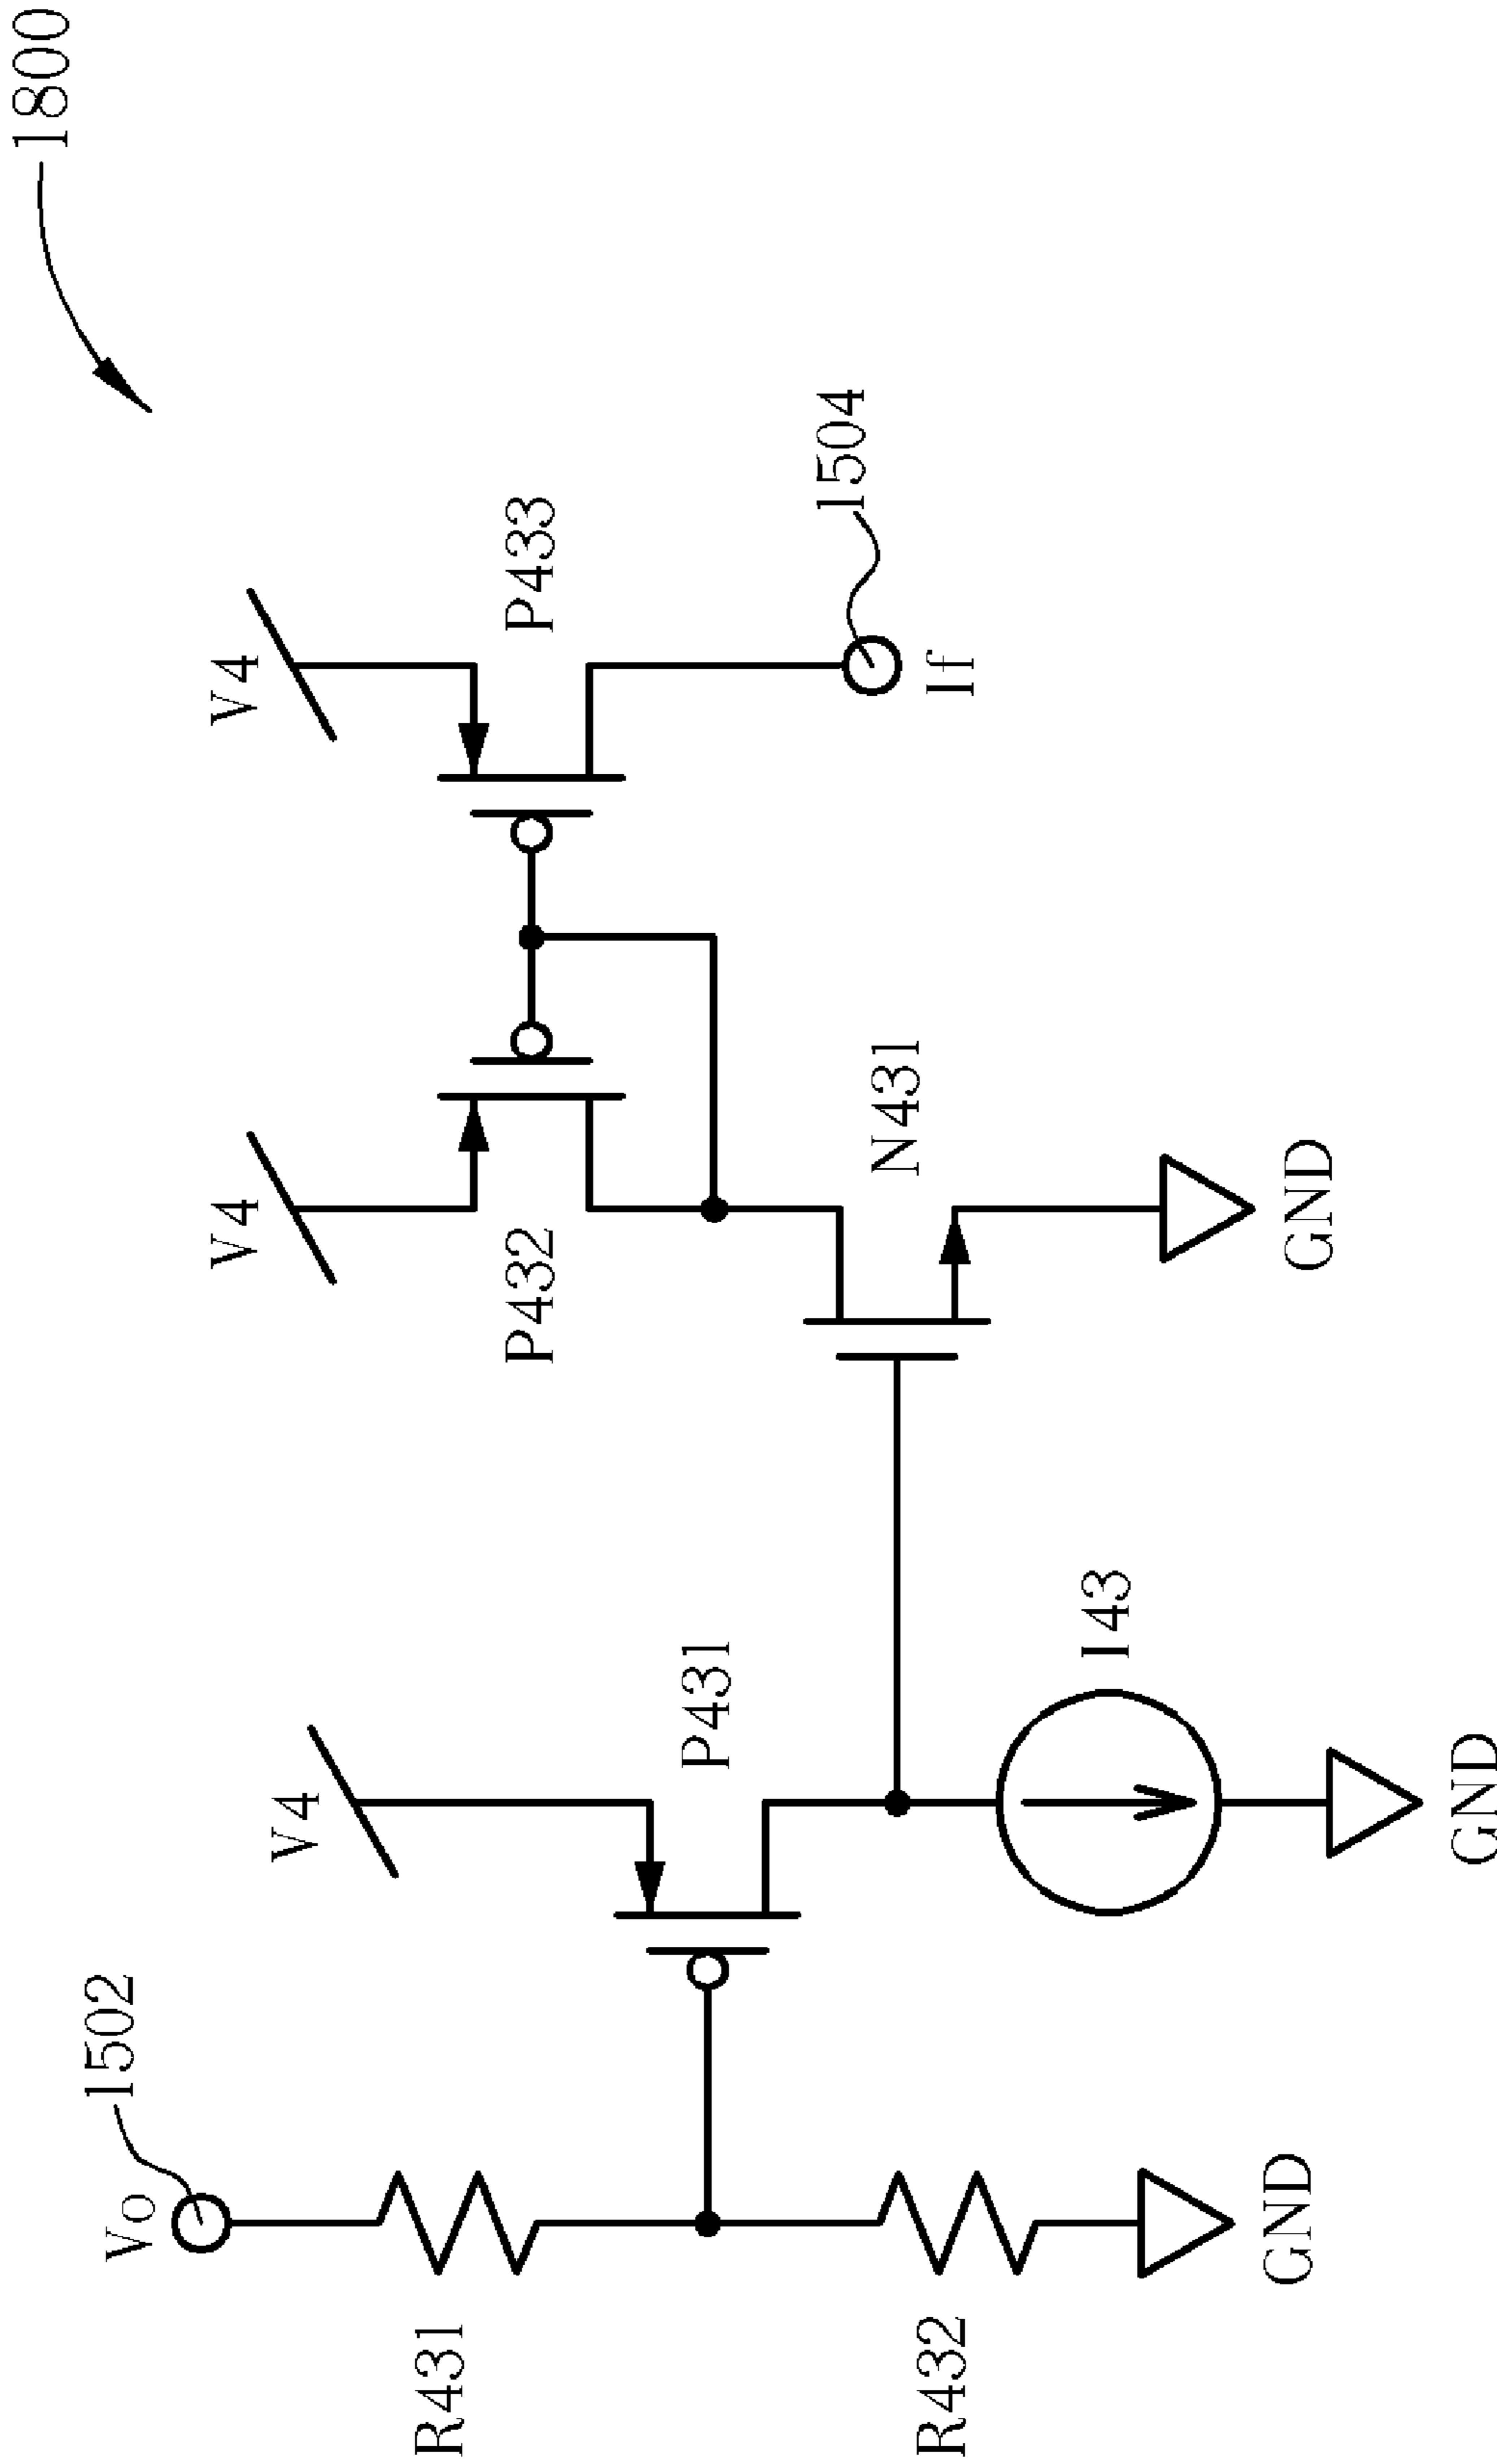 1800
V4
V4
P433
P432
1504
If
N431
GND
V4
1502
Vo
P431
I43
R431
R432
GND
GND